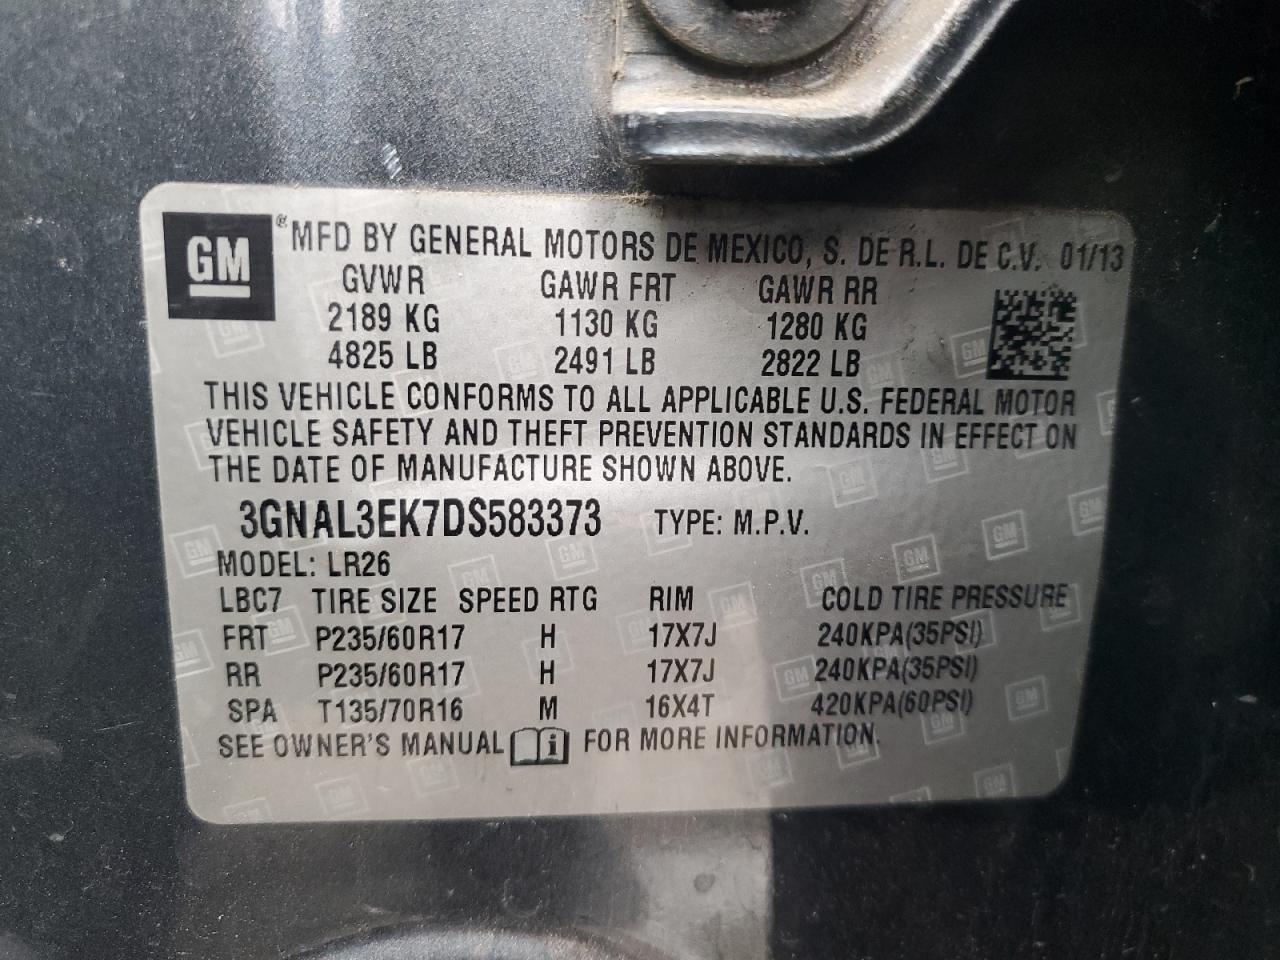 GM ® MFD BY GENERAL MOTORS DE MEXICO, S. DE R.L. DE C.V. 01/13
GVWR GAWR FRT GAWR RR
2189 KG 1130 KG 1280 KG
4825 LB 2491 LB 2822 LB
THIS VEHICLE CONFORMS TO ALL APPLICABLE U.S. FEDERAL MOTOR
VEHICLE SAFETY AND THEFT PREVENTION STANDARDS IN EFFECT ON
THE DATE OF MANUFACTURE SHOWN ABOVE.
3GNAL3EK7DS583373 TYPE: M.P.V.
MODEL: LR26
LBC7 TIRE SIZE SPEED RTG RIM COLD TIRE PRESSURE
FRT P235/60R17 H 17X7J 240KPA(35PSI)
RR P235/60R17 H 17X7J 240KPA(35PSI)
SPA T135/70R16 M 16X4T 420KPA(60PSI)
SEE OWNER'S MANUAL i FOR MORE INFORMATION.